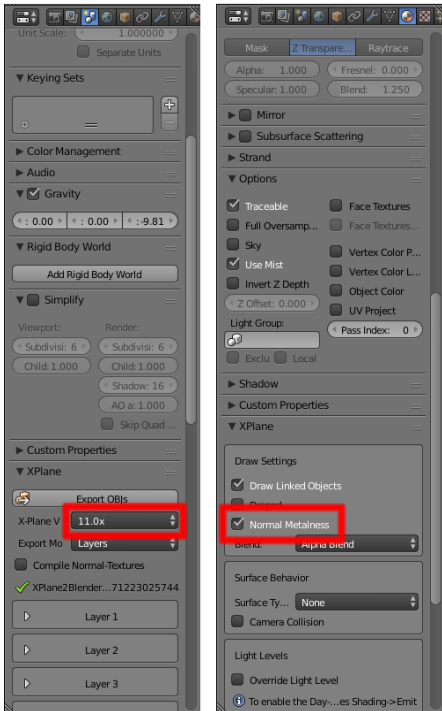 Unit Scale: 1.000000
Separate Units
Keying Sets
Color Management
Audio
Gravity
: 0.00 : 0.00 :-9.81
Rigid Body World
Add Rigid Body World
Simplify
Viewport: Render:
Subdivisi: 6 Subdivisi: 6
Child: 1.000 Child: 1.000
Shadow: 16
AO a: 1.000
Skip Quad ...
Custom Properties
XPlane
Export OBJs
X-Plane V 11.0x
Export Mo Layers
Compile Normal-Textures
XPlane2Blender...71223025744
Layer 1
Layer 2
Layer 3
Mask Z Transpare... Raytrace
Alpha: 1.000 Fresnel: 0.000
Specular: 1.000 Blend: 1.250
Mirror
Subsurface Scattering
Strand
Options
Traceable Face Textures
Full Oversamp... Face Textures...
Sky Vertex Color P...
Use Mist Vertex Color L...
Invert Z Depth Object Color
Z Offset: 0.000 UV Project
Light Group: Pass Index: 0
Exclu Local
Shadow
Custom Properties
XPlane
Draw Settings
Draw Linked Objects
Draped
Normal Metalness
Blend: Alpha Blend
Surface Behavior
Surface Ty... None
Camera Collision
Light Levels
Override Light Level
To enable the Day-...es Shading->Emit